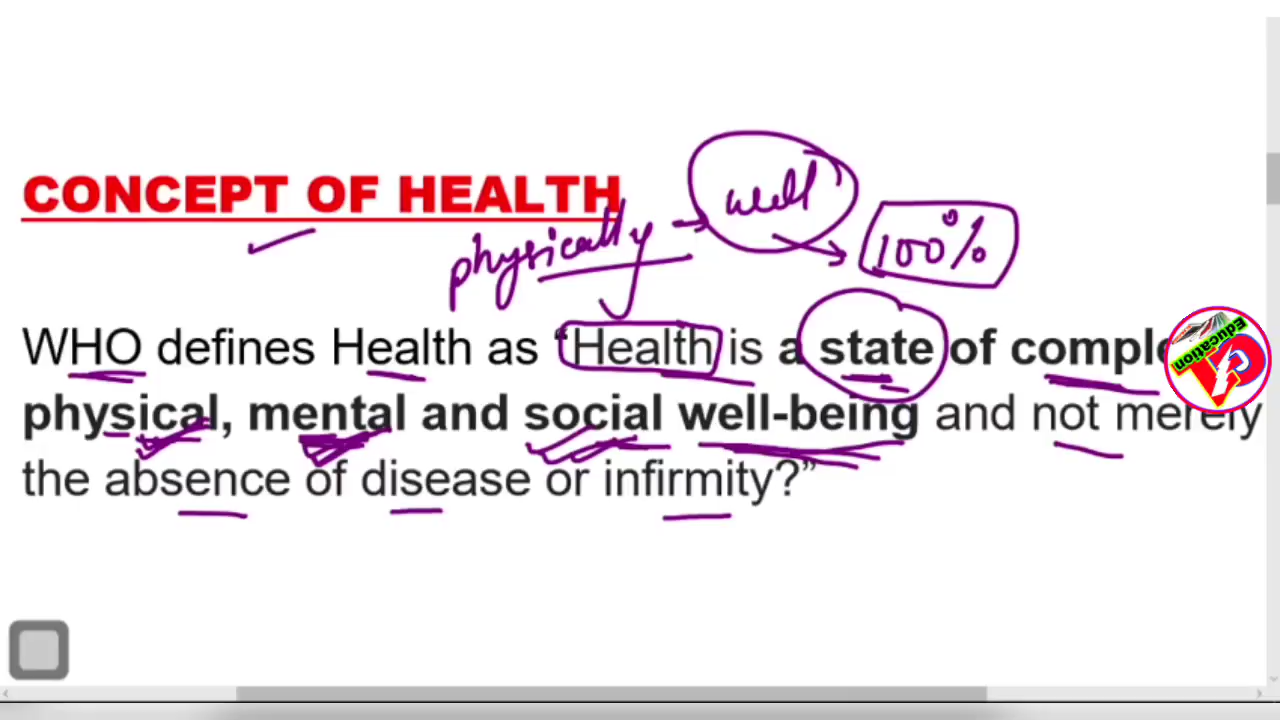 CONCEPT OF HEALTH
well
physically
100%
WHO defines Health as “Health is a state of comple
physical, mental and social well-being and not merely
the absence of disease or infirmity?”
Education